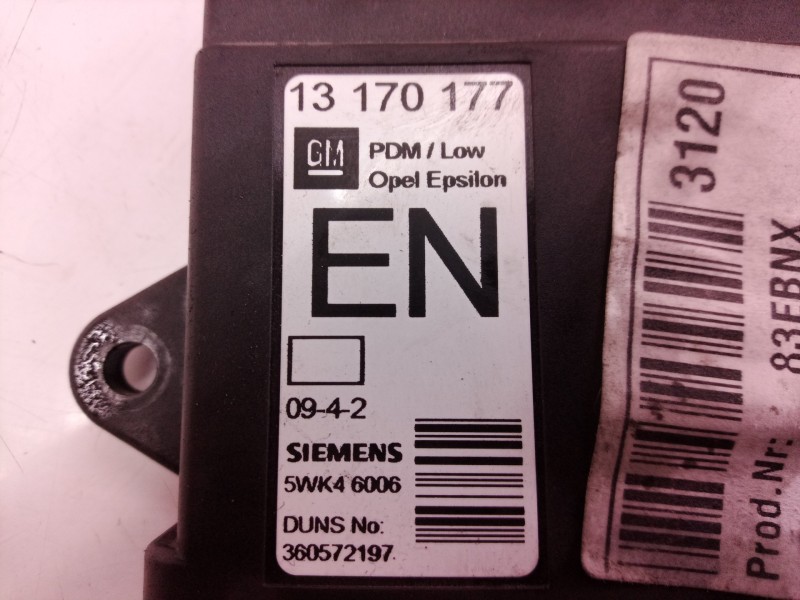 13 170 177
GM
PDM / Low
Opel Epsilon
EN
09-4-2
SIEMENS
5WK4 6006
DUNS No:
360572197
3120
Prod.Nr: 83EBNX